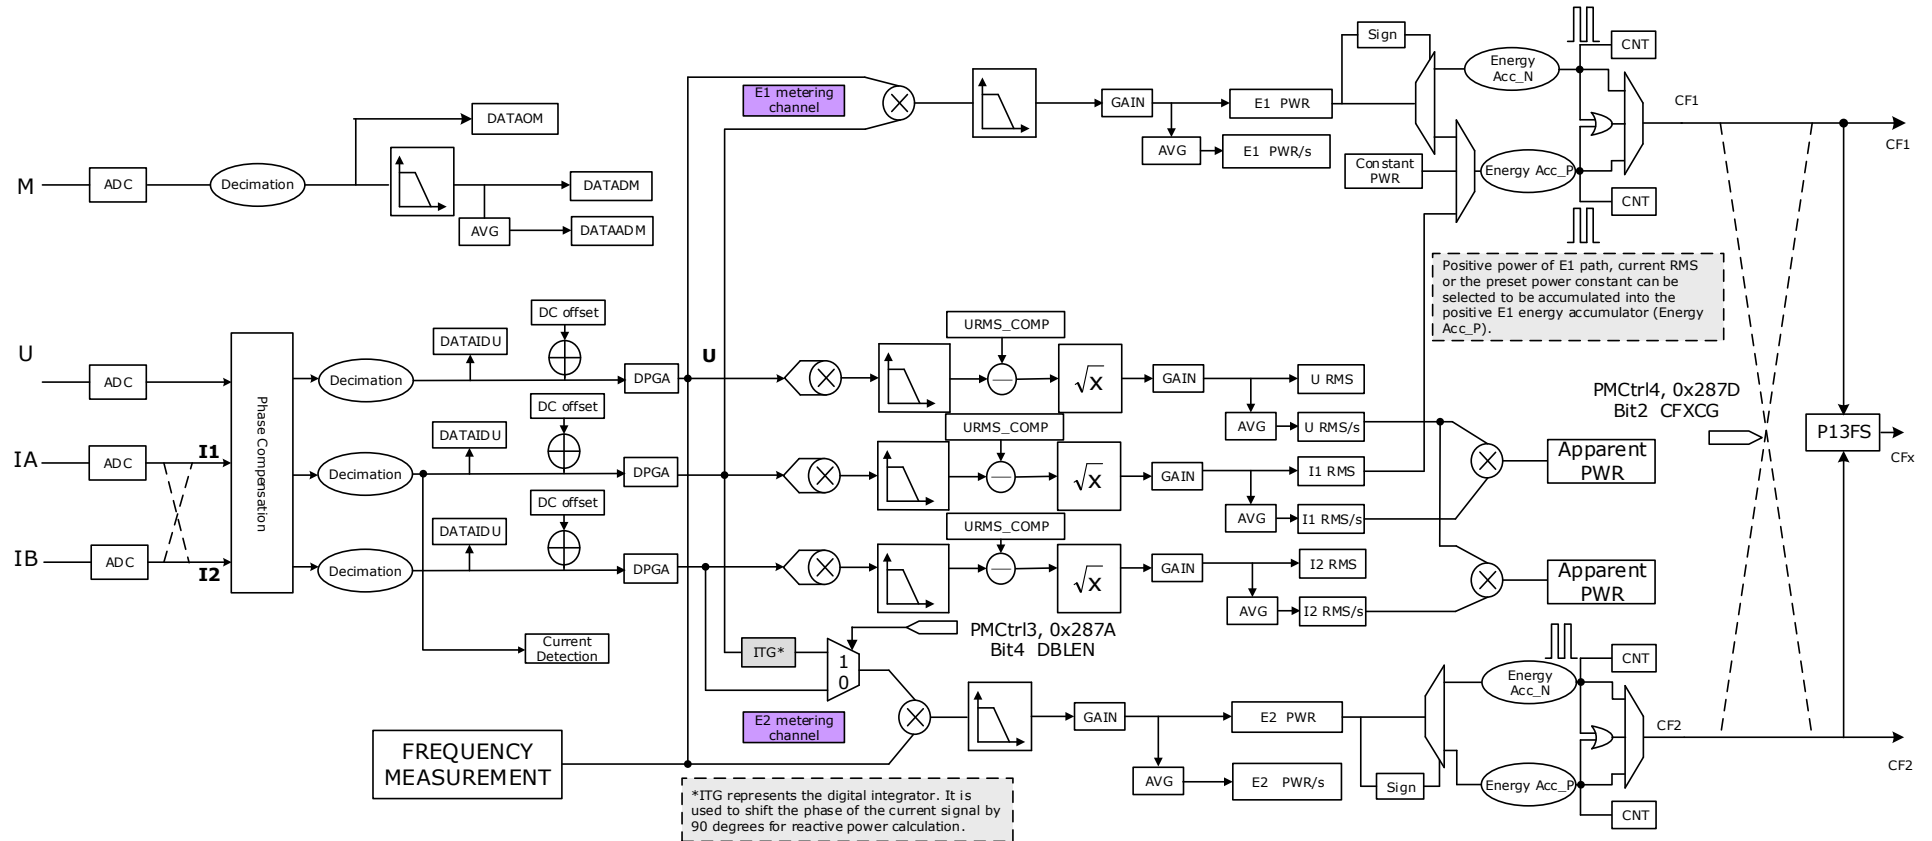 Sign
CNT
Energy
Acc_N
E1 metering
channel
GAIN
E1 PWR
CF1
CF1
DATAOM
AVG
E1 PWR/s
Constant
PWR
Energy Acc_P
M
ADC
Decimation
DATADM
CNT
AVG
DATAADM
Positive power of E1 path, current RMS
or the preset power constant can be
selected to be accumulated into the
positive E1 energy accumulator (Energy
Acc_P).
DC offset
URMS_COMP
U
DATAIDU
U
ADC
Decimation
DPGA
√x
GAIN
U RMS
PMCtrl4, 0x287D
Bit2 CFXCG
Phase Compensation
DC offset
URMS_COMP
AVG
U RMS/s
DATAIDU
P13FS
CFx
IA
ADC
I1
Decimation
DPGA
√x
GAIN
I1 RMS
Apparent
PWR
DC offset
AVG
I1 RMS/s
DATAIDU
URMS_COMP
IB
ADC
I2
Decimation
DPGA
√x
GAIN
I2 RMS
Apparent
PWR
AVG
I2 RMS/s
PMCtrl3, 0x287A
Bit4 DBLEN
Current
Detection
ITG*
1
0
CNT
Energy
Acc_N
E2 metering
channel
GAIN
E2 PWR
CF2
CF2
FREQUENCY
MEASUREMENT
AVG
E2 PWR/s
Sign
Energy Acc_P
*ITG represents the digital integrator. It is
used to shift the phase of the current signal by
90 degrees for reactive power calculation.
CNT